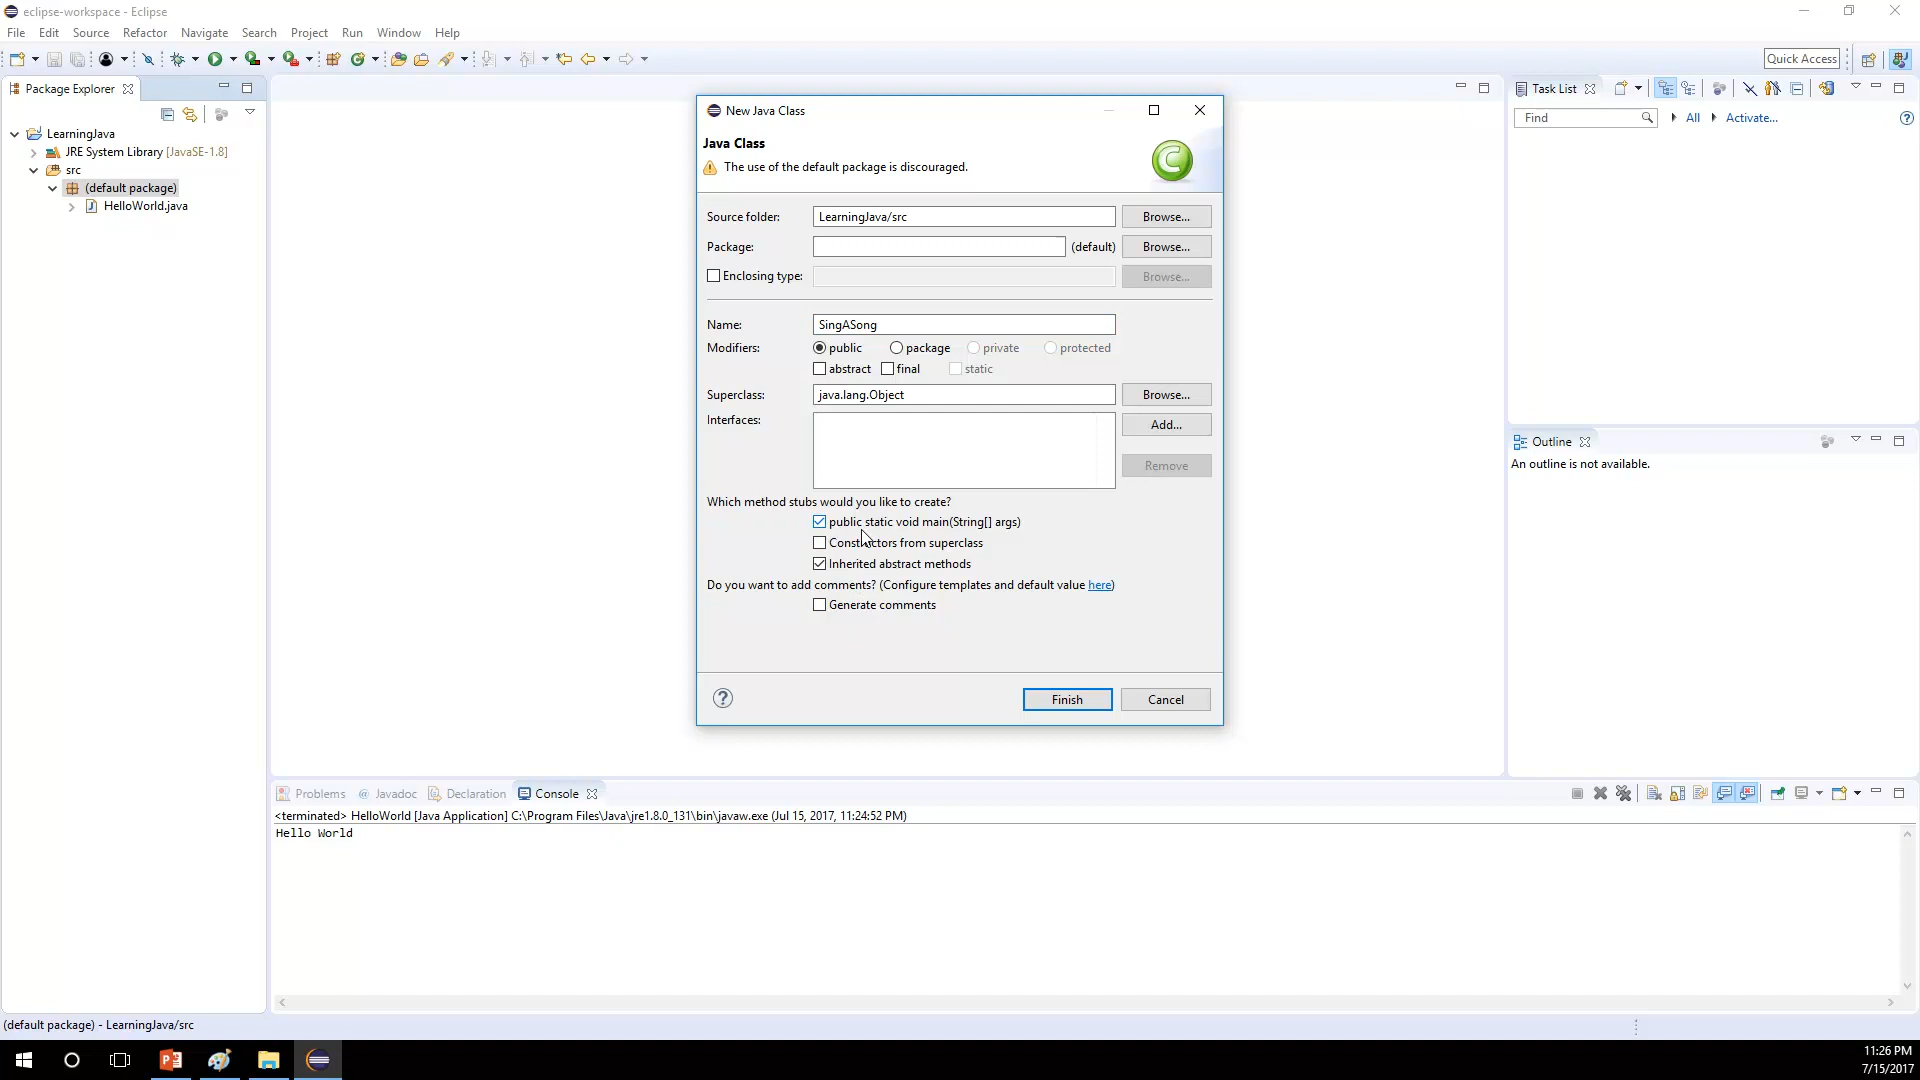 eclipse-workspace - Eclipse
File Edit Source Refactor Navigate Search Project Run Window Help
Quick Access
Package Explorer
LearningJava
JRE System Library [JavaSE-1.8]
src
(default package)
HelloWorld.java
New Java Class
Java Class
The use of the default package is discouraged.
Source folder: LearningJava/src Browse...
Package: (default) Browse...
Enclosing type: Browse...
Name: SingASong
Modifiers: public package private protected
abstract final static
Superclass: java.lang.Object Browse...
Interfaces: Add...
Remove
Which method stubs would you like to create?
public static void main(String[] args)
Constructors from superclass
Inherited abstract methods
Do you want to add comments? (Configure templates and default value here)
Generate comments
Finish Cancel
Task List
Find All Activate...
Outline
An outline is not available.
Problems @ Javadoc Declaration Console
<terminated> HelloWorld [Java Application] C:\Program Files\Java\jre1.8.0_131\bin\javaw.exe (Jul 15, 2017, 11:24:52 PM)
Hello World
(default package) - LearningJava/src
11:26 PM
7/15/2017